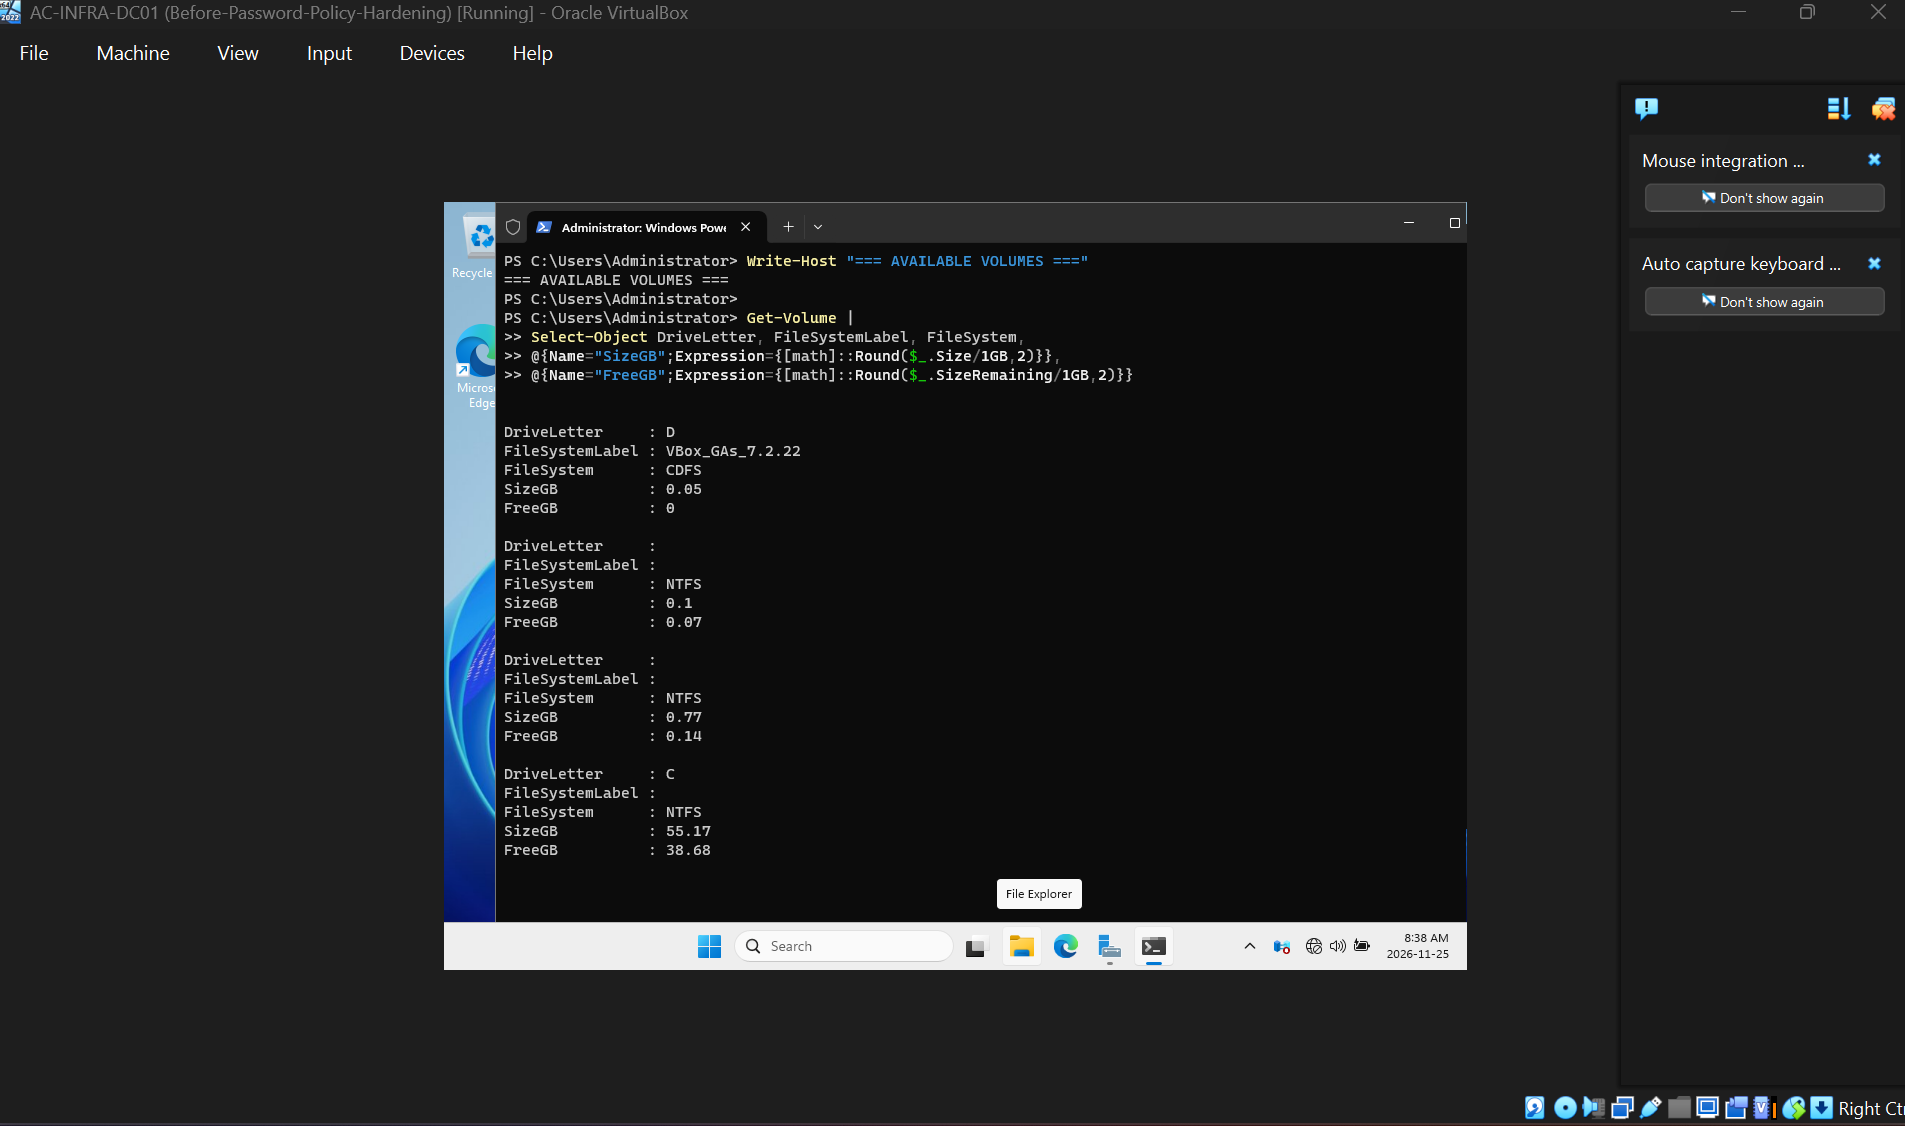 AC-INFRA-DC01 (Before-Password-Policy-Hardening) [Running] - Oracle VirtualBox
File Machine View Input Devices Help
Mouse integration ...
Don't show again
Auto capture keyboard ...
Don't show again
Recycle
Edge
Administrator: Windows Powe
PS C:\Users\Administrator> Write-Host "=== AVAILABLE VOLUMES ==="
=== AVAILABLE VOLUMES ===
PS C:\Users\Administrator>
PS C:\Users\Administrator> Get-Volume |
>> Select-Object DriveLetter, FileSystemLabel, FileSystem,
>> @{Name="SizeGB";Expression={[math]::Round($_.Size/1GB,2)}},
>> @{Name="FreeGB";Expression={[math]::Round($_.SizeRemaining/1GB,2)}}
DriveLetter : D
FileSystemLabel : VBox_GAs_7.2.22
FileSystem : CDFS
SizeGB : 0.05
FreeGB : 0
DriveLetter :
FileSystemLabel :
FileSystem : NTFS
SizeGB : 0.1
FreeGB : 0.07
DriveLetter :
FileSystemLabel :
FileSystem : NTFS
SizeGB : 0.77
FreeGB : 0.14
DriveLetter : C
FileSystemLabel :
FileSystem : NTFS
SizeGB : 55.17
FreeGB : 38.68
File Explorer
Search
8:38 AM
2026-11-25
Right Ct